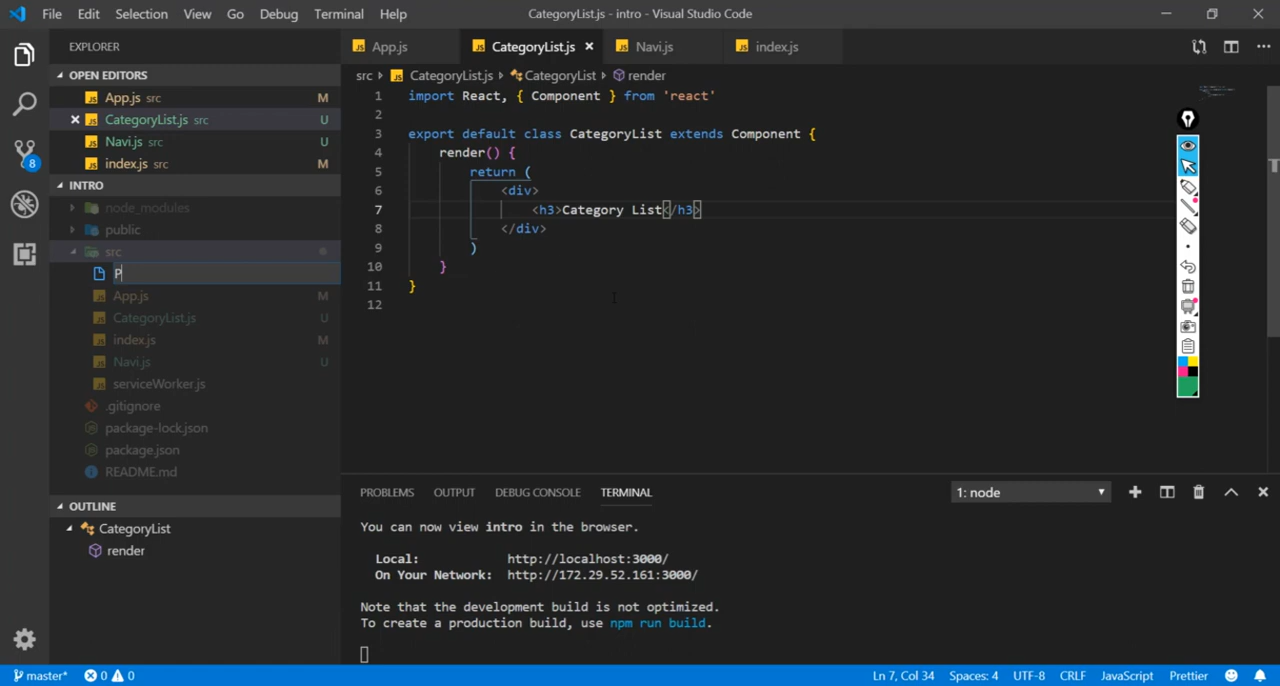 File Edit Selection View Go Debug Terminal Help CategoryList.js - intro - Visual Studio Code
EXPLORER
OPEN EDITORS
App.js src M
CategoryList.js src U
Navi.js src U
index.js src M
INTRO
node_modules
public
src
P
App.js M
CategoryList.js U
index.js M
Navi.js U
serviceWorker.js
.gitignore
package-lock.json
package.json
README.md
OUTLINE
CategoryList
render
App.js CategoryList.js Navi.js index.js
src CategoryList.js CategoryList render
1 import React, { Component } from 'react'
2
3 export default class CategoryList extends Component {
4 render() {
5 return (
6 <div>
7 <h3>Category List</h3>
8 </div>
9 )
10 }
11 }
12
PROBLEMS OUTPUT DEBUG CONSOLE TERMINAL 1: node
You can now view intro in the browser.
Local: http://localhost:3000/
On Your Network: http://172.29.52.161:3000/
Note that the development build is not optimized.
To create a production build, use npm run build.
8
master* 0 0 Ln 7, Col 34 Spaces: 4 UTF-8 CRLF JavaScript Prettier